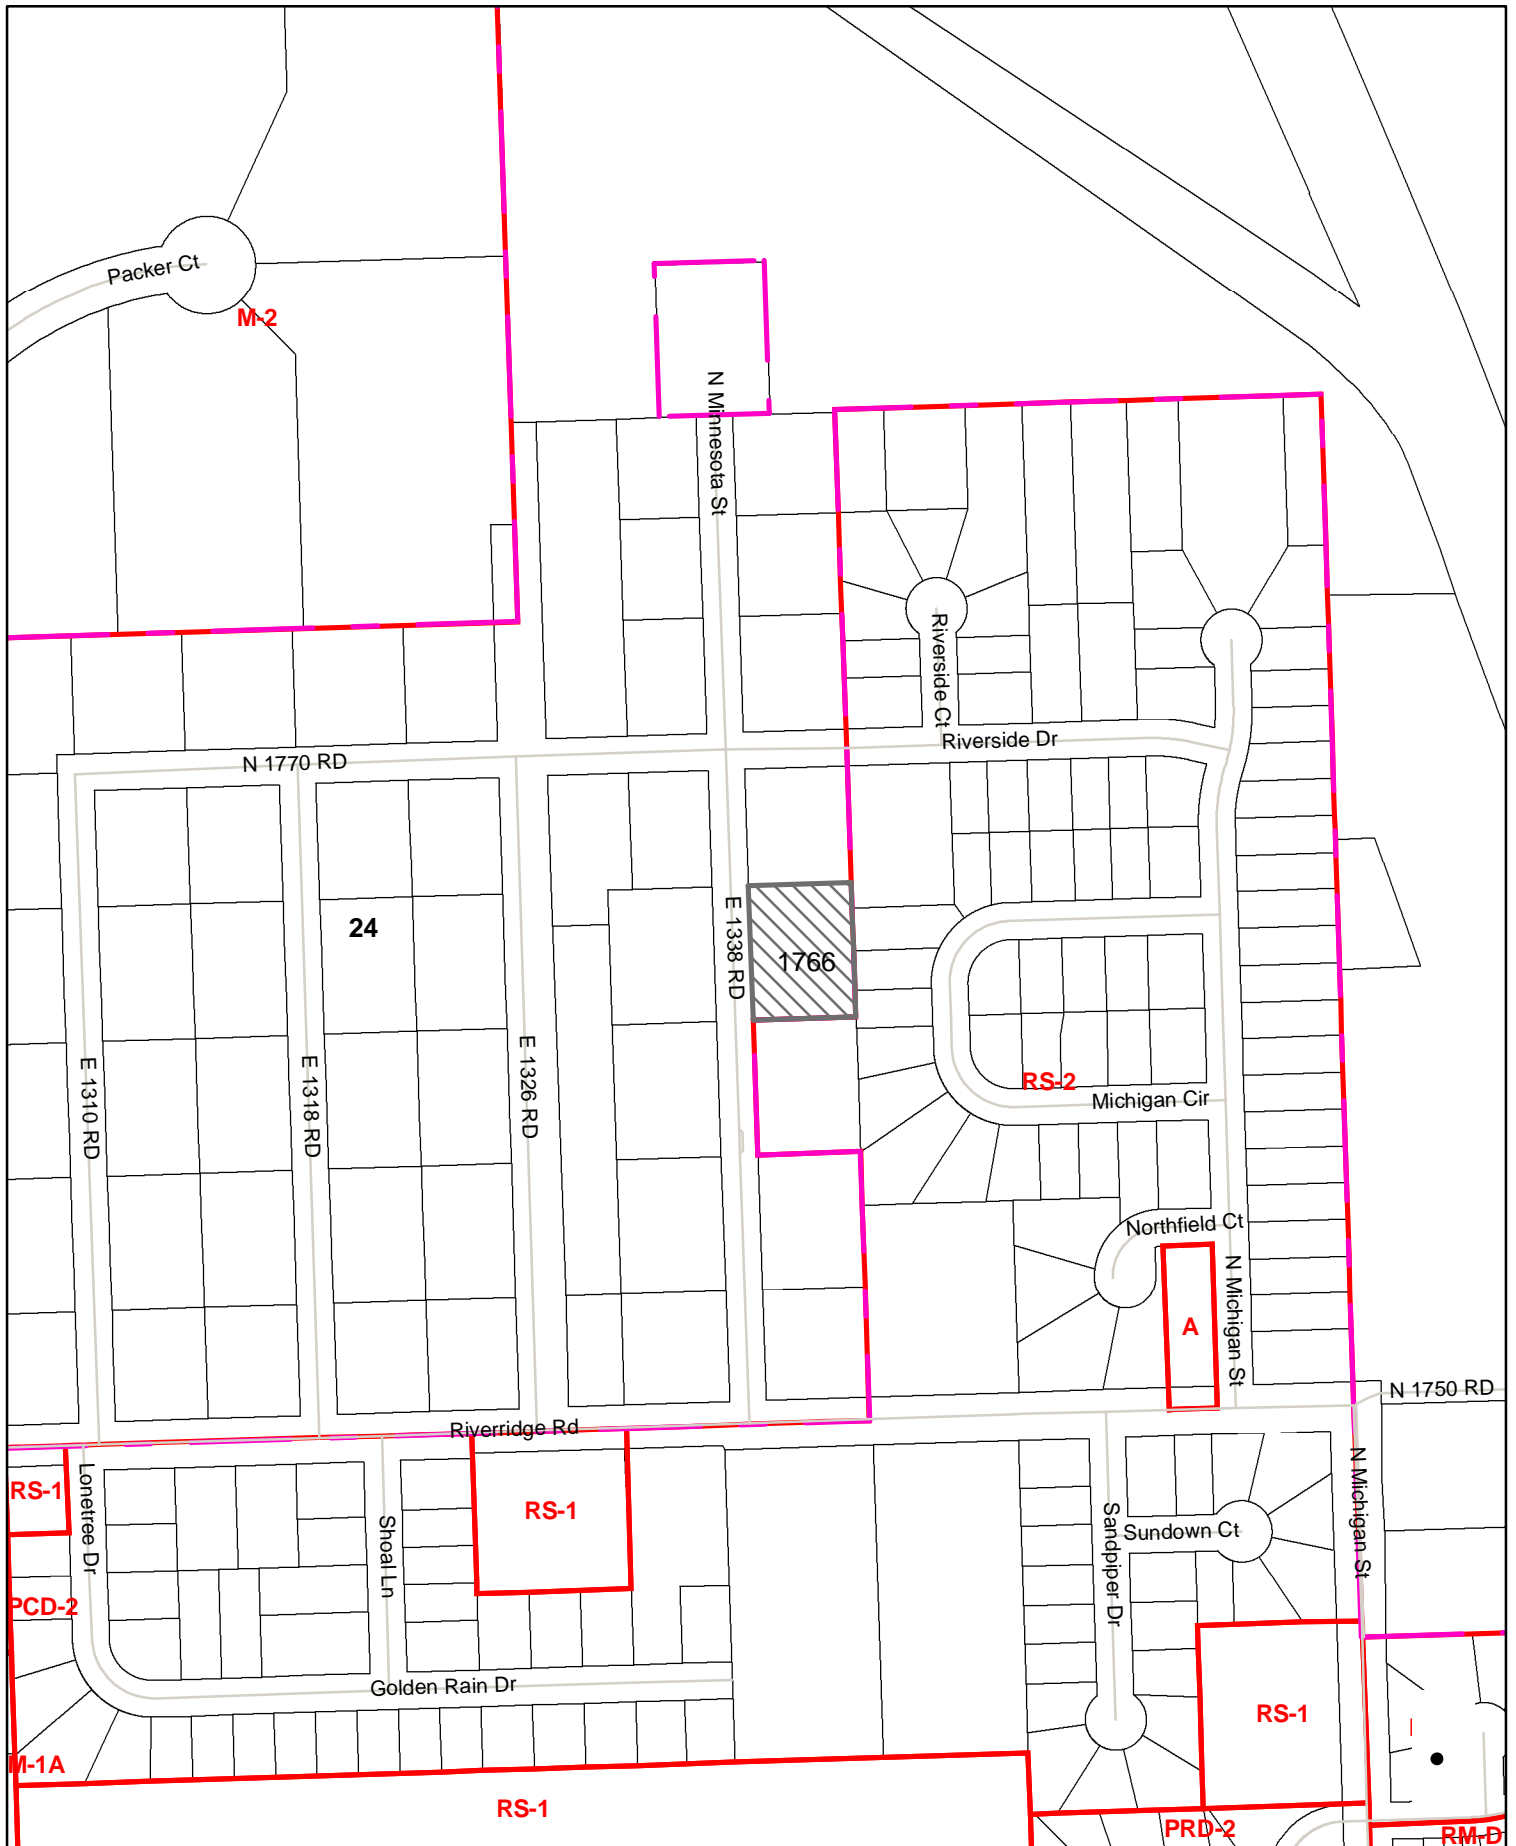 Packer Ct
M-2
N Minnesota St
Riverside Ct
Riverside Dr
N 1770 RD
24
E 1338 RD
1766
E 1310 RD
E 1318 RD
E 1326 RD
RS-2
Michigan Cir
Northfield Ct
N Michigan St
A
N 1750 RD
Riverridge Rd
RS-1
Lonetree Dr
Shoal Ln
RS-1
Sandpiper Dr
Sundown Ct
N Michigan St
PCD-2
Golden Rain Dr
RS-1
M-1A
RS-1
PRD-2
RM-D